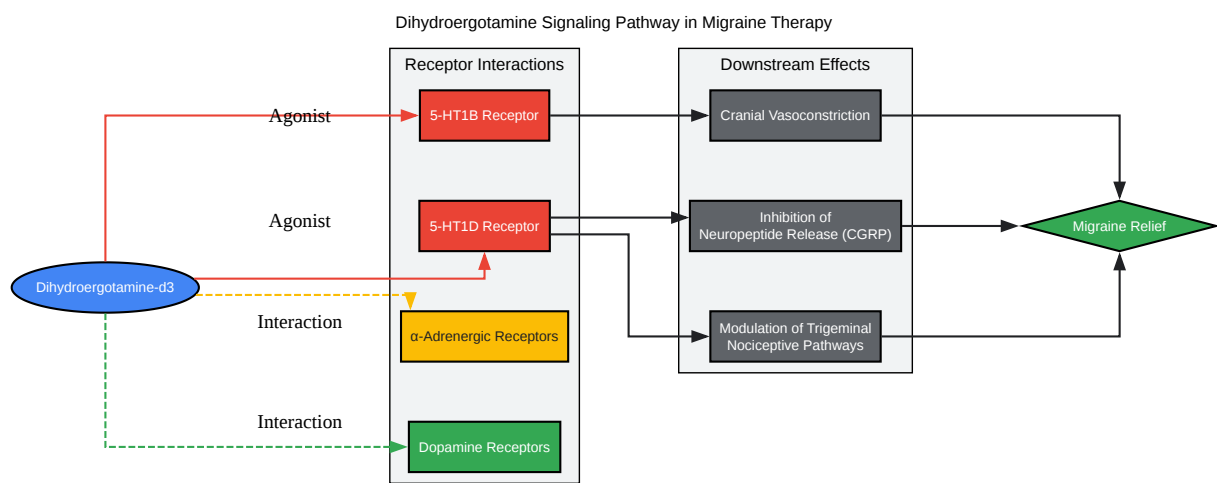 Dihydroergotamine Signaling Pathway in Migraine Therapy
Receptor Interactions
Downstream Effects
Agonist
5-HT1B Receptor
Cranial Vasoconstriction
Agonist
5-HT1D Receptor
Inhibition of
Neuropeptide Release (CGRP)
Migraine Relief
Dihydroergotamine-d3
Interaction
α-Adrenergic Receptors
Modulation of Trigeminal
Nociceptive Pathways
Interaction
Dopamine Receptors